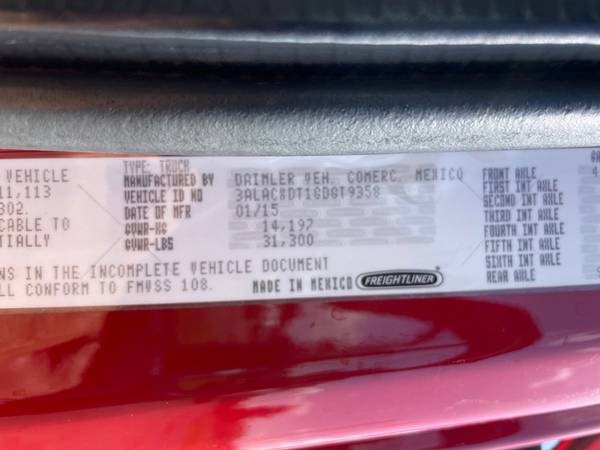 VEHICLE
TYPE: TRUCK
11,113
MANUFACTURED BY DAIMLER VEH. COMERC. MEXICO
302. VEHICLE ID NO
CABLE TO DATE OF MFR 01/15
TIALLY GVWR-KG 14,197
GVWR-LBS 31,300
NS IN THE INCOMPLETE VEHICLE DOCUMENT
LL CONFORM TO FMVSS 108. MADE IN MEXICO FREIGHTLINER
FRONT AXLE 4
FIRST INT AXLE
SECOND INT AXLE
THIRD INT AXLE
FOURTH INT AXLE
FIFTH INT AXLE
SIXTH INT AXLE
REAR AXLE